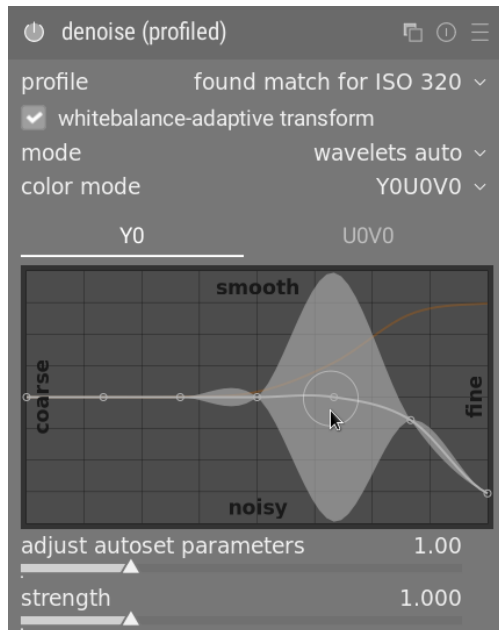 denoise (profiled)
profile found match for ISO 320
whitebalance-adaptive transform
mode wavelets auto
color mode Y0U0V0
Y0 U0V0
smooth
coarse
fine
noisy
adjust autoset parameters 1.00
strength 1.000